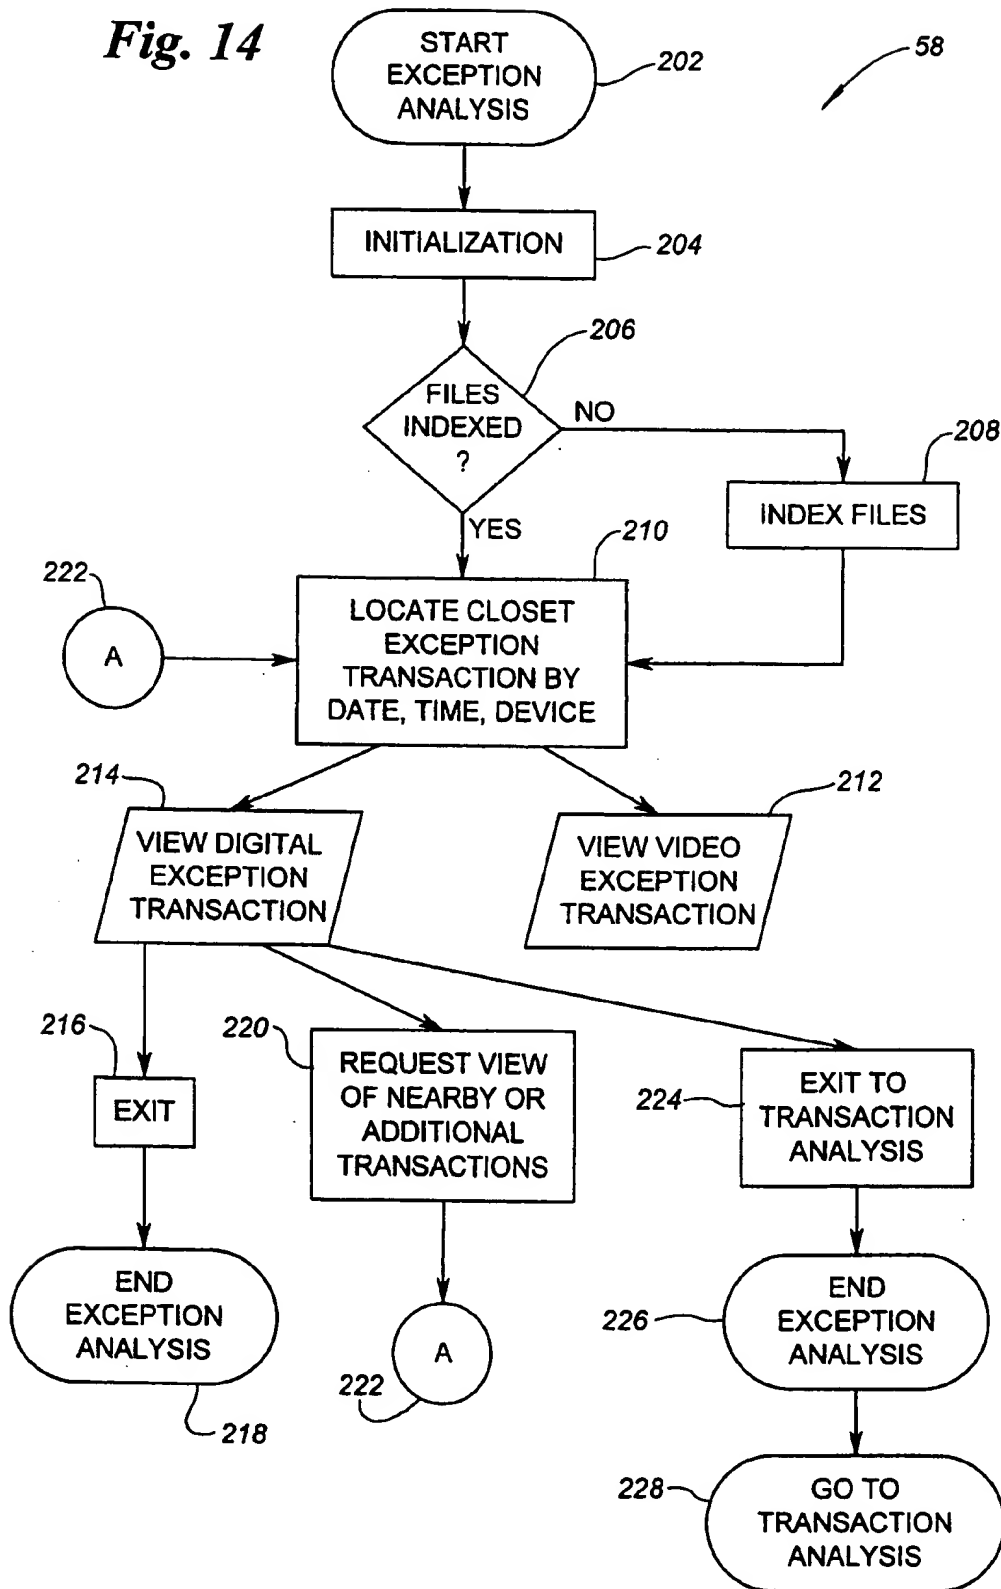 Fig. 14
START
EXCEPTION
ANALYSIS
202
58
INITIALIZATION
204
206
FILES
INDEXED
?
NO
208
INDEX FILES
YES
210
222
A
LOCATE CLOSET
EXCEPTION
TRANSACTION BY
DATE, TIME, DEVICE
214
VIEW DIGITAL
EXCEPTION
TRANSACTION
212
VIEW VIDEO
EXCEPTION
TRANSACTION
216
EXIT
220
REQUEST VIEW
OF NEARBY OR
ADDITIONAL
TRANSACTIONS
224
EXIT TO
TRANSACTION
ANALYSIS
END
EXCEPTION
ANALYSIS
218
A
222
226
END
EXCEPTION
ANALYSIS
228
GO TO
TRANSACTION
ANALYSIS